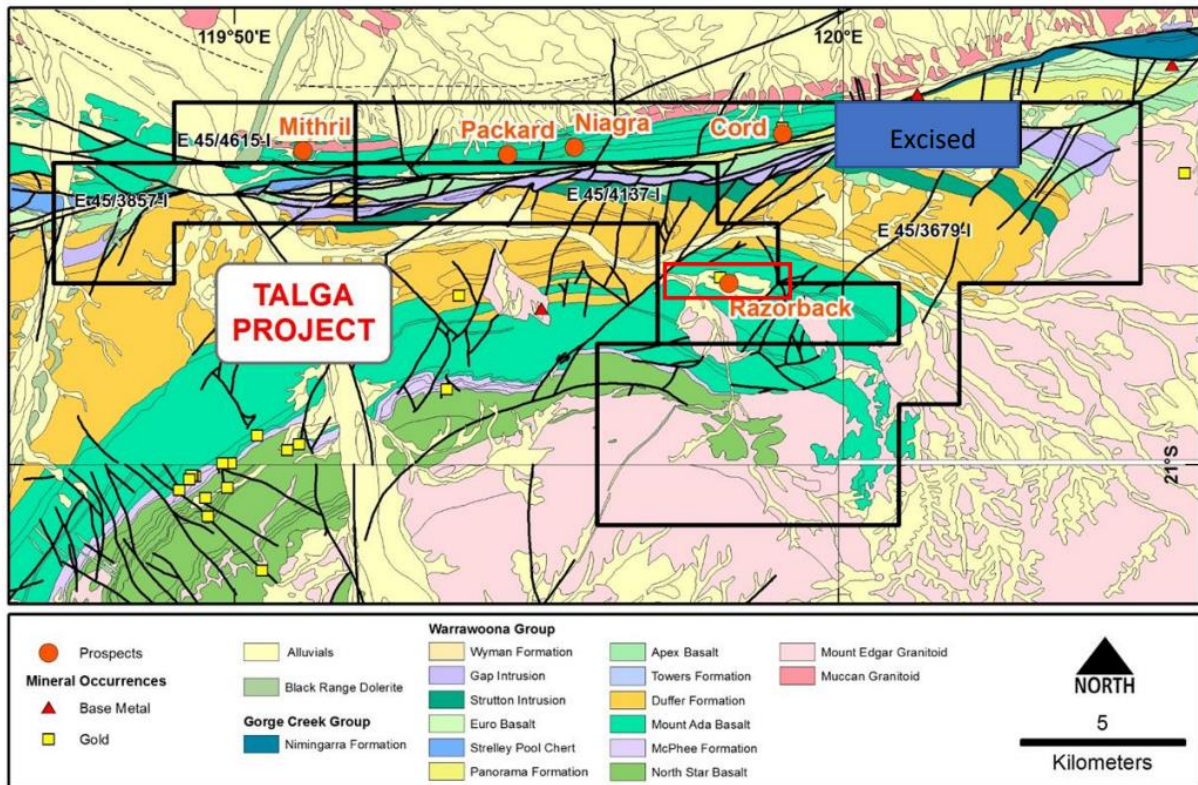 119°50'E
120°E
E 45/4615-I
Mithril
Packard
Niagra
Cord
Excised
E 45/3857-I
E 45/4137-I
E 45/3679-I
TALGA
PROJECT
Razorback
21°S
Prospects
Mineral Occurrences
Base Metal
Gold
Alluvials
Black Range Dolerite
Gorge Creek Group
Nimingarra Formation
Warrawoona Group
Wyman Formation
Gap Intrusion
Strutton Intrusion
Euro Basalt
Strelley Pool Chert
Panorama Formation
Apex Basalt
Towers Formation
Duffer Formation
Mount Ada Basalt
McPhee Formation
North Star Basalt
Mount Edgar Granitoid
Muccan Granitoid
NORTH
5
Kilometers